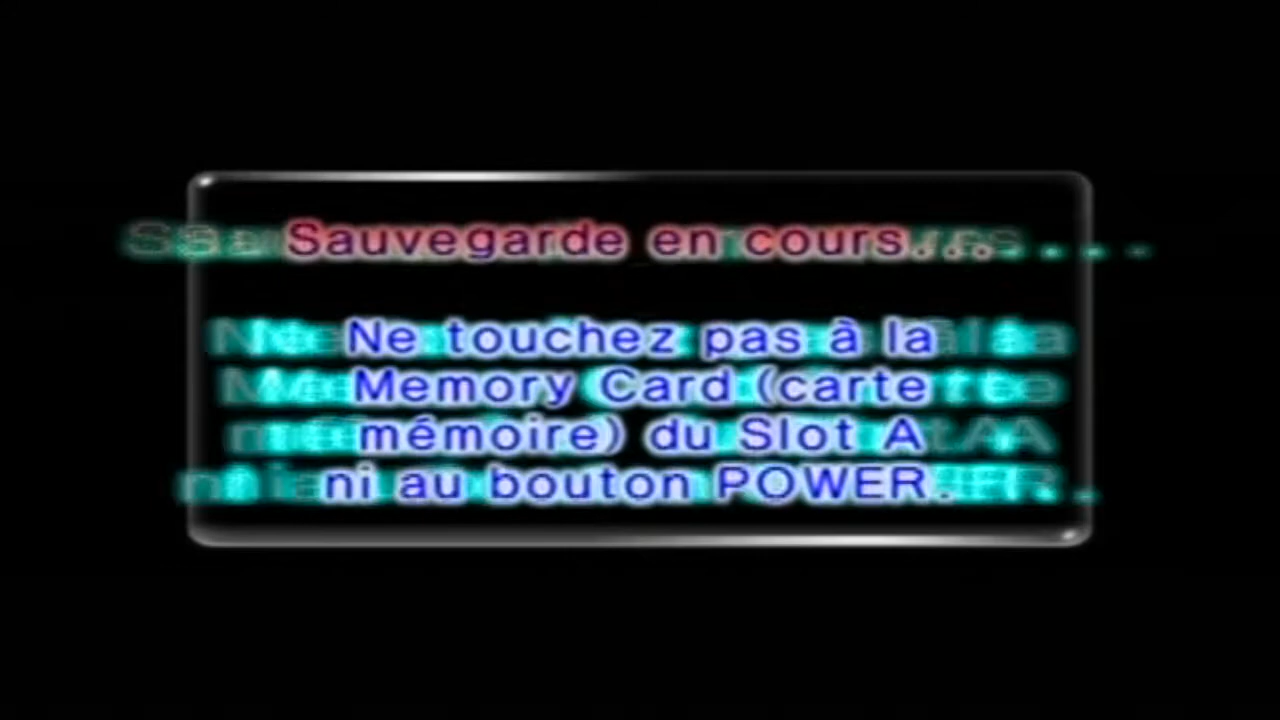 Sauvegarde en cours...
Ne touchez pas à la
Memory Card (carte
mémoire) du Slot A
ni au bouton POWER.